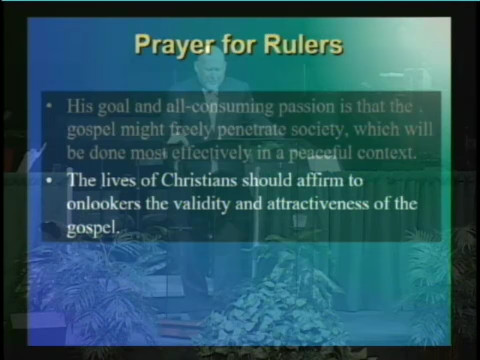 Prayer for Rulers
• His goal and all-consuming passion is that the
gospel might freely penetrate society, which will
be done most effectively in a peaceful context.
• The lives of Christians should affirm to
onlookers the validity and attractiveness of the
gospel.